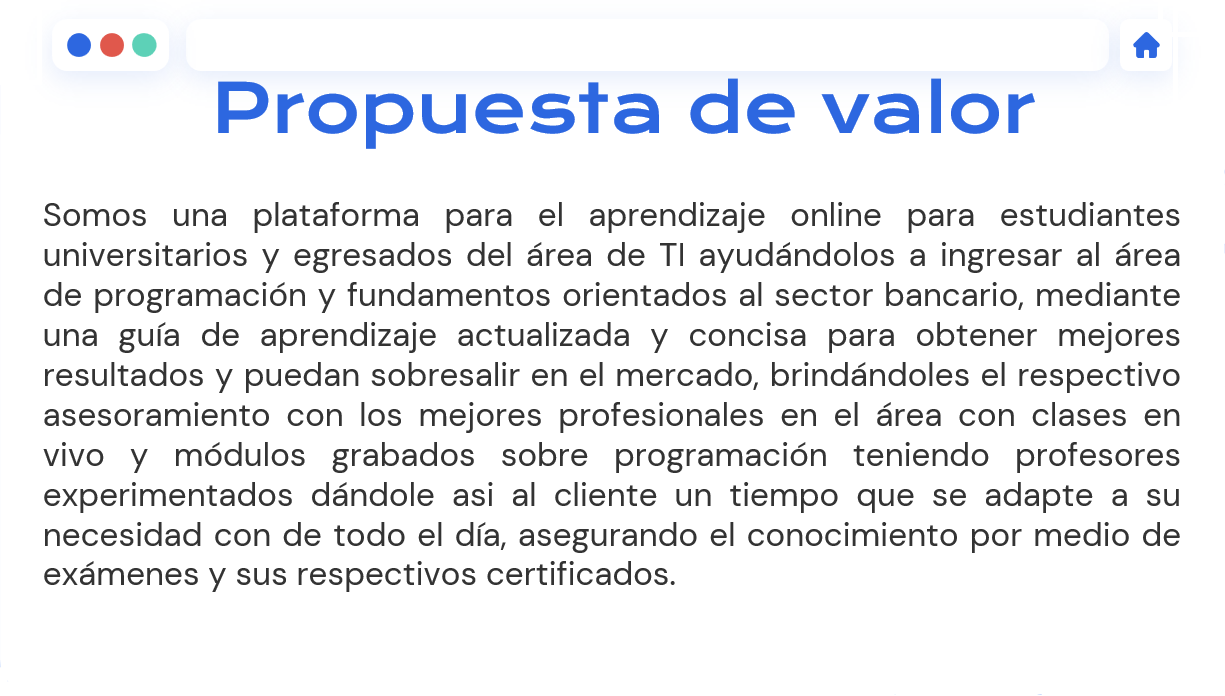 Propuesta de valor
Somos una plataforma para el aprendizaje online para estudiantes
universitarios y egresados del área de TI ayudándolos a ingresar al área
de programación y fundamentos orientados al sector bancario, mediante
una guía de aprendizaje actualizada y concisa para obtener mejores
resultados y puedan sobresalir en el mercado, brindándoles el respectivo
asesoramiento con los mejores profesionales en el área con clases en
vivo y módulos grabados sobre programación teniendo profesores
experimentados dándole asi al cliente un tiempo que se adapte a su
necesidad con de todo el día, asegurando el conocimiento por medio de
exámenes y sus respectivos certificados.